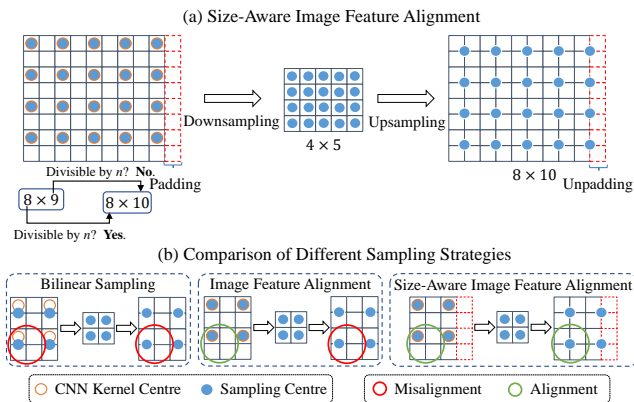 (a) Size-Aware Image Feature Alignment
Downsampling
4 × 5
Upsampling
8 × 10
Divisible by n? No.
Padding
Unpadding
8 × 9
8 × 10
Divisible by n? Yes.
(b) Comparison of Different Sampling Strategies
Bilinear Sampling
Image Feature Alignment
Size-Aware Image Feature Alignment
CNN Kernel Centre
Sampling Centre
Misalignment
Alignment